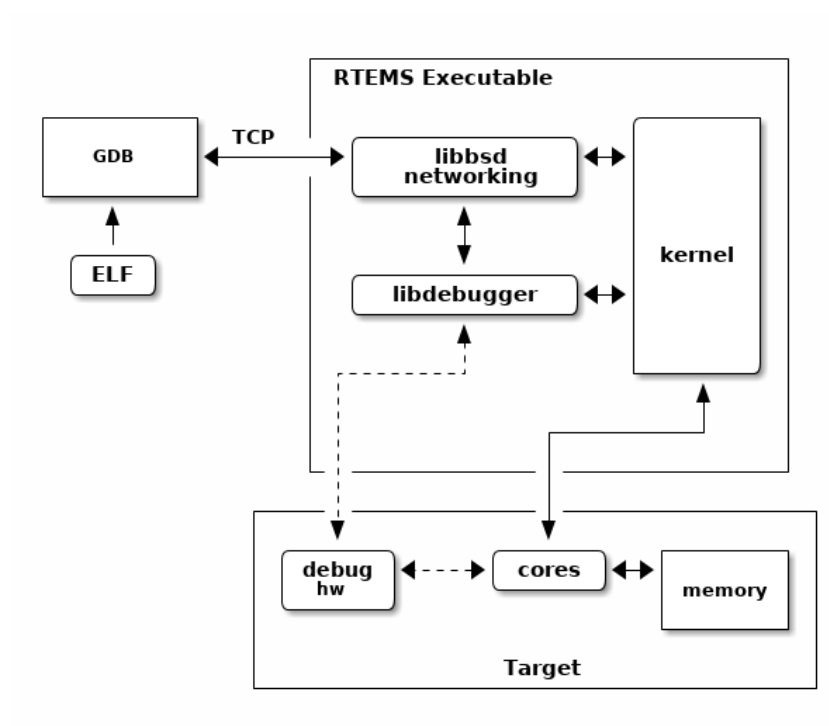 RTEMS Executable
TCP
GDB
libbsd
networking
kernel
ELF
libdebugger
debug
hw
cores
memory
Target